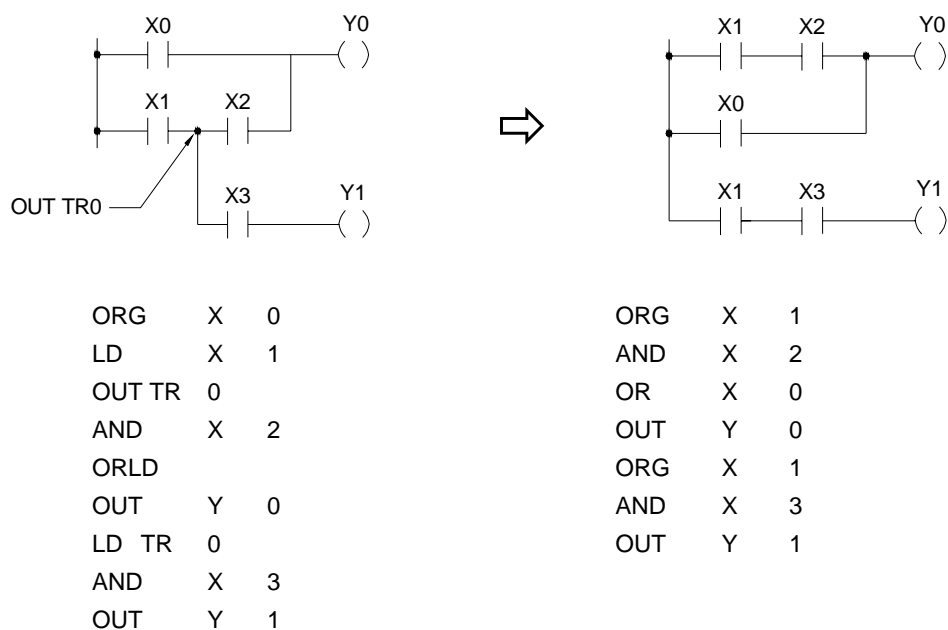 X0 Y0
X1 X2
X3 Y1
OUT TR0
X1 X2 Y0
X0
X1 X3 Y1
ORG X 0
LD X 1
OUT TR 0
AND X 2
ORLD
OUT Y 0
LD TR 0
AND X 3
OUT Y 1
ORG X 1
AND X 2
OR X 0
OUT Y 0
ORG X 1
AND X 3
OUT Y 1